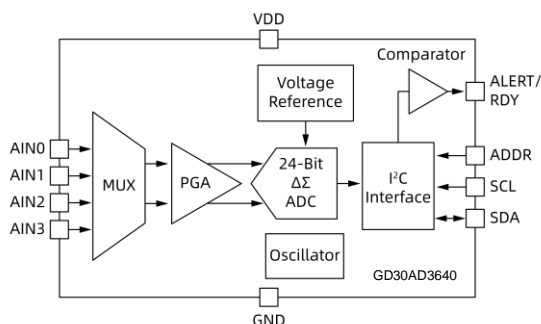 VDD
Comparator
ALERT/
RDY
Voltage
Reference
AIN0
AIN1
AIN2
AIN3
MUX
PGA
24-Bit
ΔΣ
ADC
I²C
Interface
ADDR
SCL
SDA
Oscillator
GD30AD3640
GND